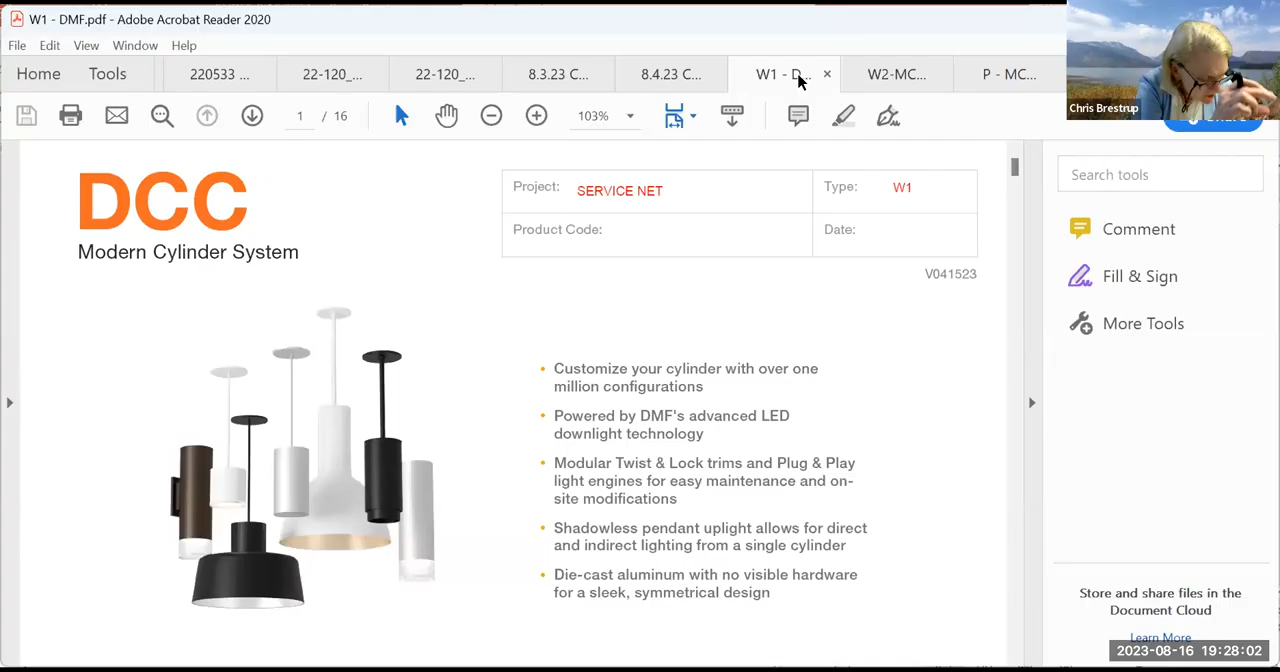 W1 - DMF.pdf - Adobe Acrobat Reader 2020
File Edit View Window Help
Home Tools 220533 ... 22-120_... 22-120_... 8.3.23 C... 8.4.23 C... W1 - D... × W2-MC... P - MC...
1 / 16 103%
Chris Brestrup
DCC
Modern Cylinder System
Project: SERVICE NET Type: W1
Product Code: Date:
V041523
• Customize your cylinder with over one
million configurations
• Powered by DMF's advanced LED
downlight technology
• Modular Twist & Lock trims and Plug & Play
light engines for easy maintenance and on-
site modifications
• Shadowless pendant uplight allows for direct
and indirect lighting from a single cylinder
• Die-cast aluminum with no visible hardware
for a sleek, symmetrical design
Search tools
Comment
Fill & Sign
More Tools
Store and share files in the
Document Cloud
Learn More
2023-08-16 19:28:02